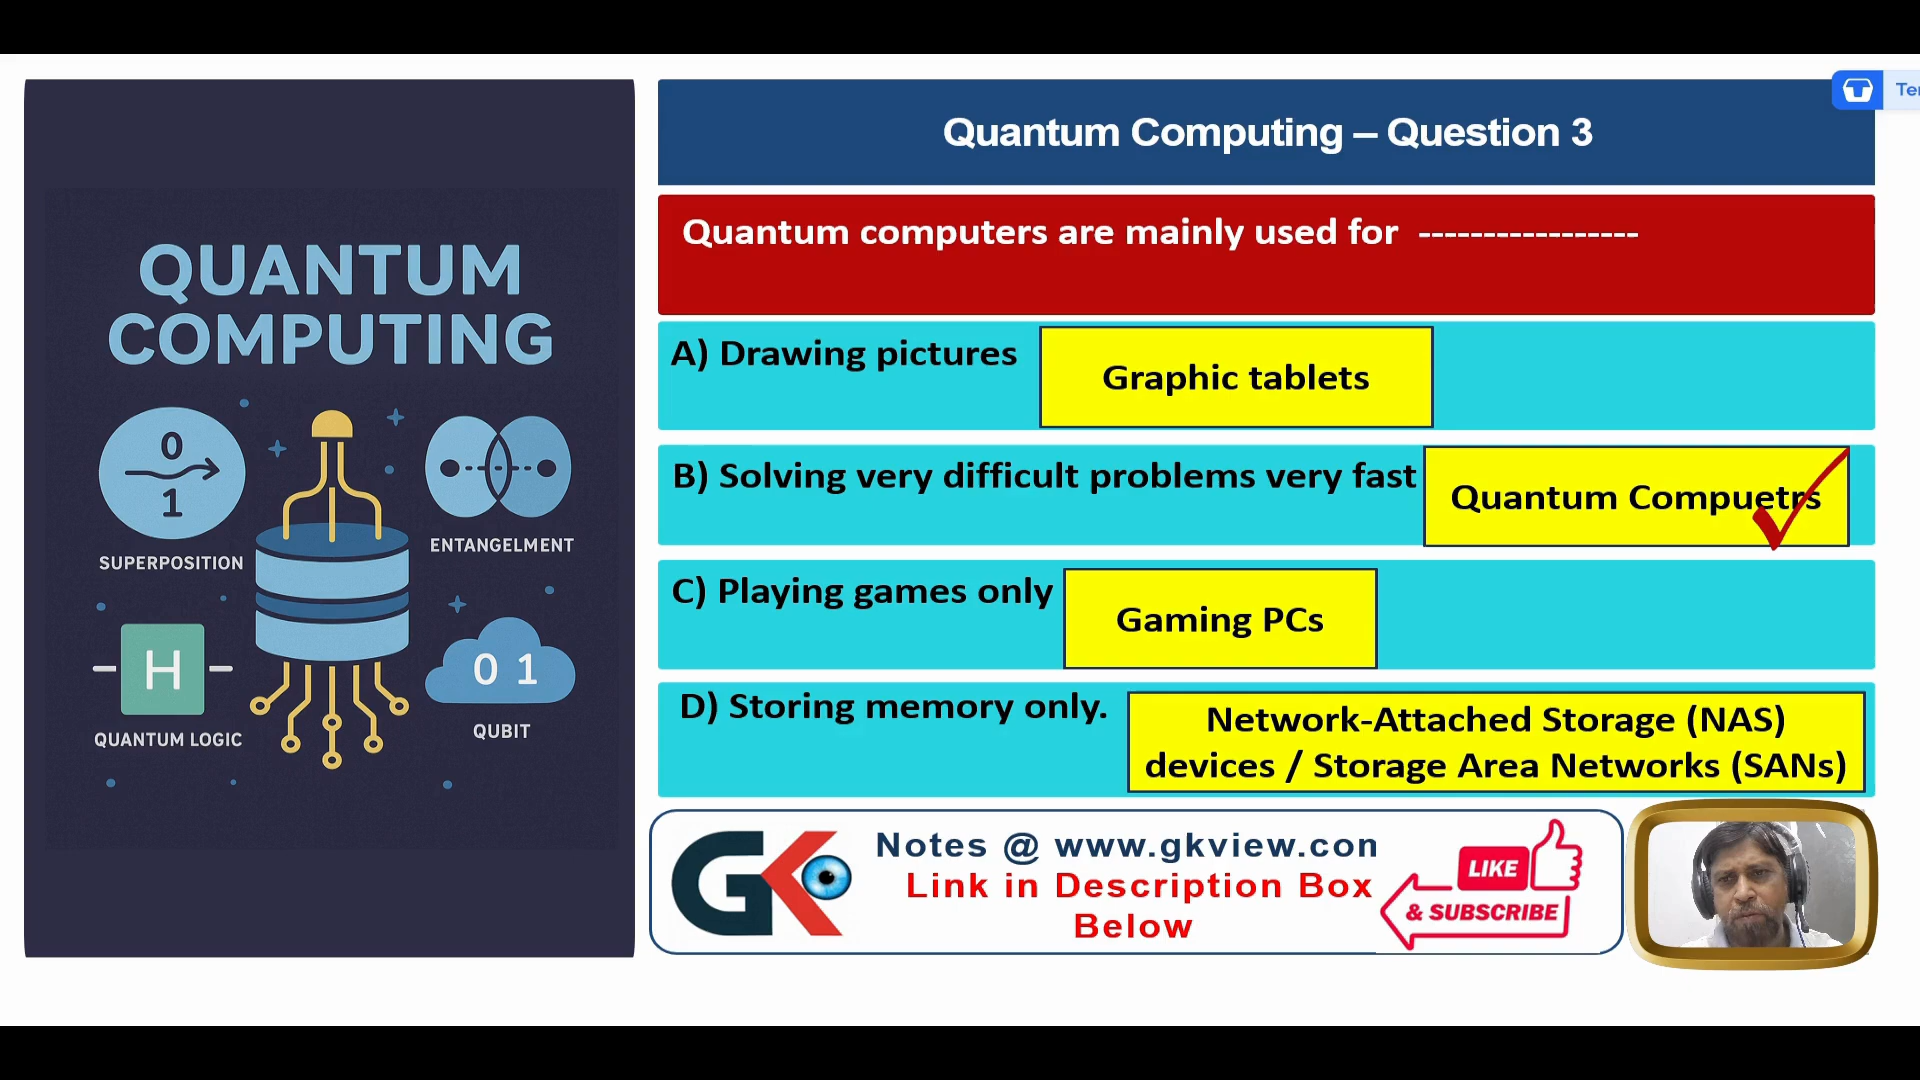 QUANTUM
COMPUTING
0
1
SUPERPOSITION
ENTANGELMENT
H
QUANTUM LOGIC
0 1
QUBIT
Quantum Computing – Question 3
Quantum computers are mainly used for -----------------
A) Drawing pictures
Graphic tablets
B) Solving very difficult problems very fast
Quantum Compuetrs
C) Playing games only
Gaming PCs
D) Storing memory only.
Network-Attached Storage (NAS)
devices / Storage Area Networks (SANs)
GK
Notes @ www.gkview.con
Link in Description Box
Below
LIKE
& SUBSCRIBE